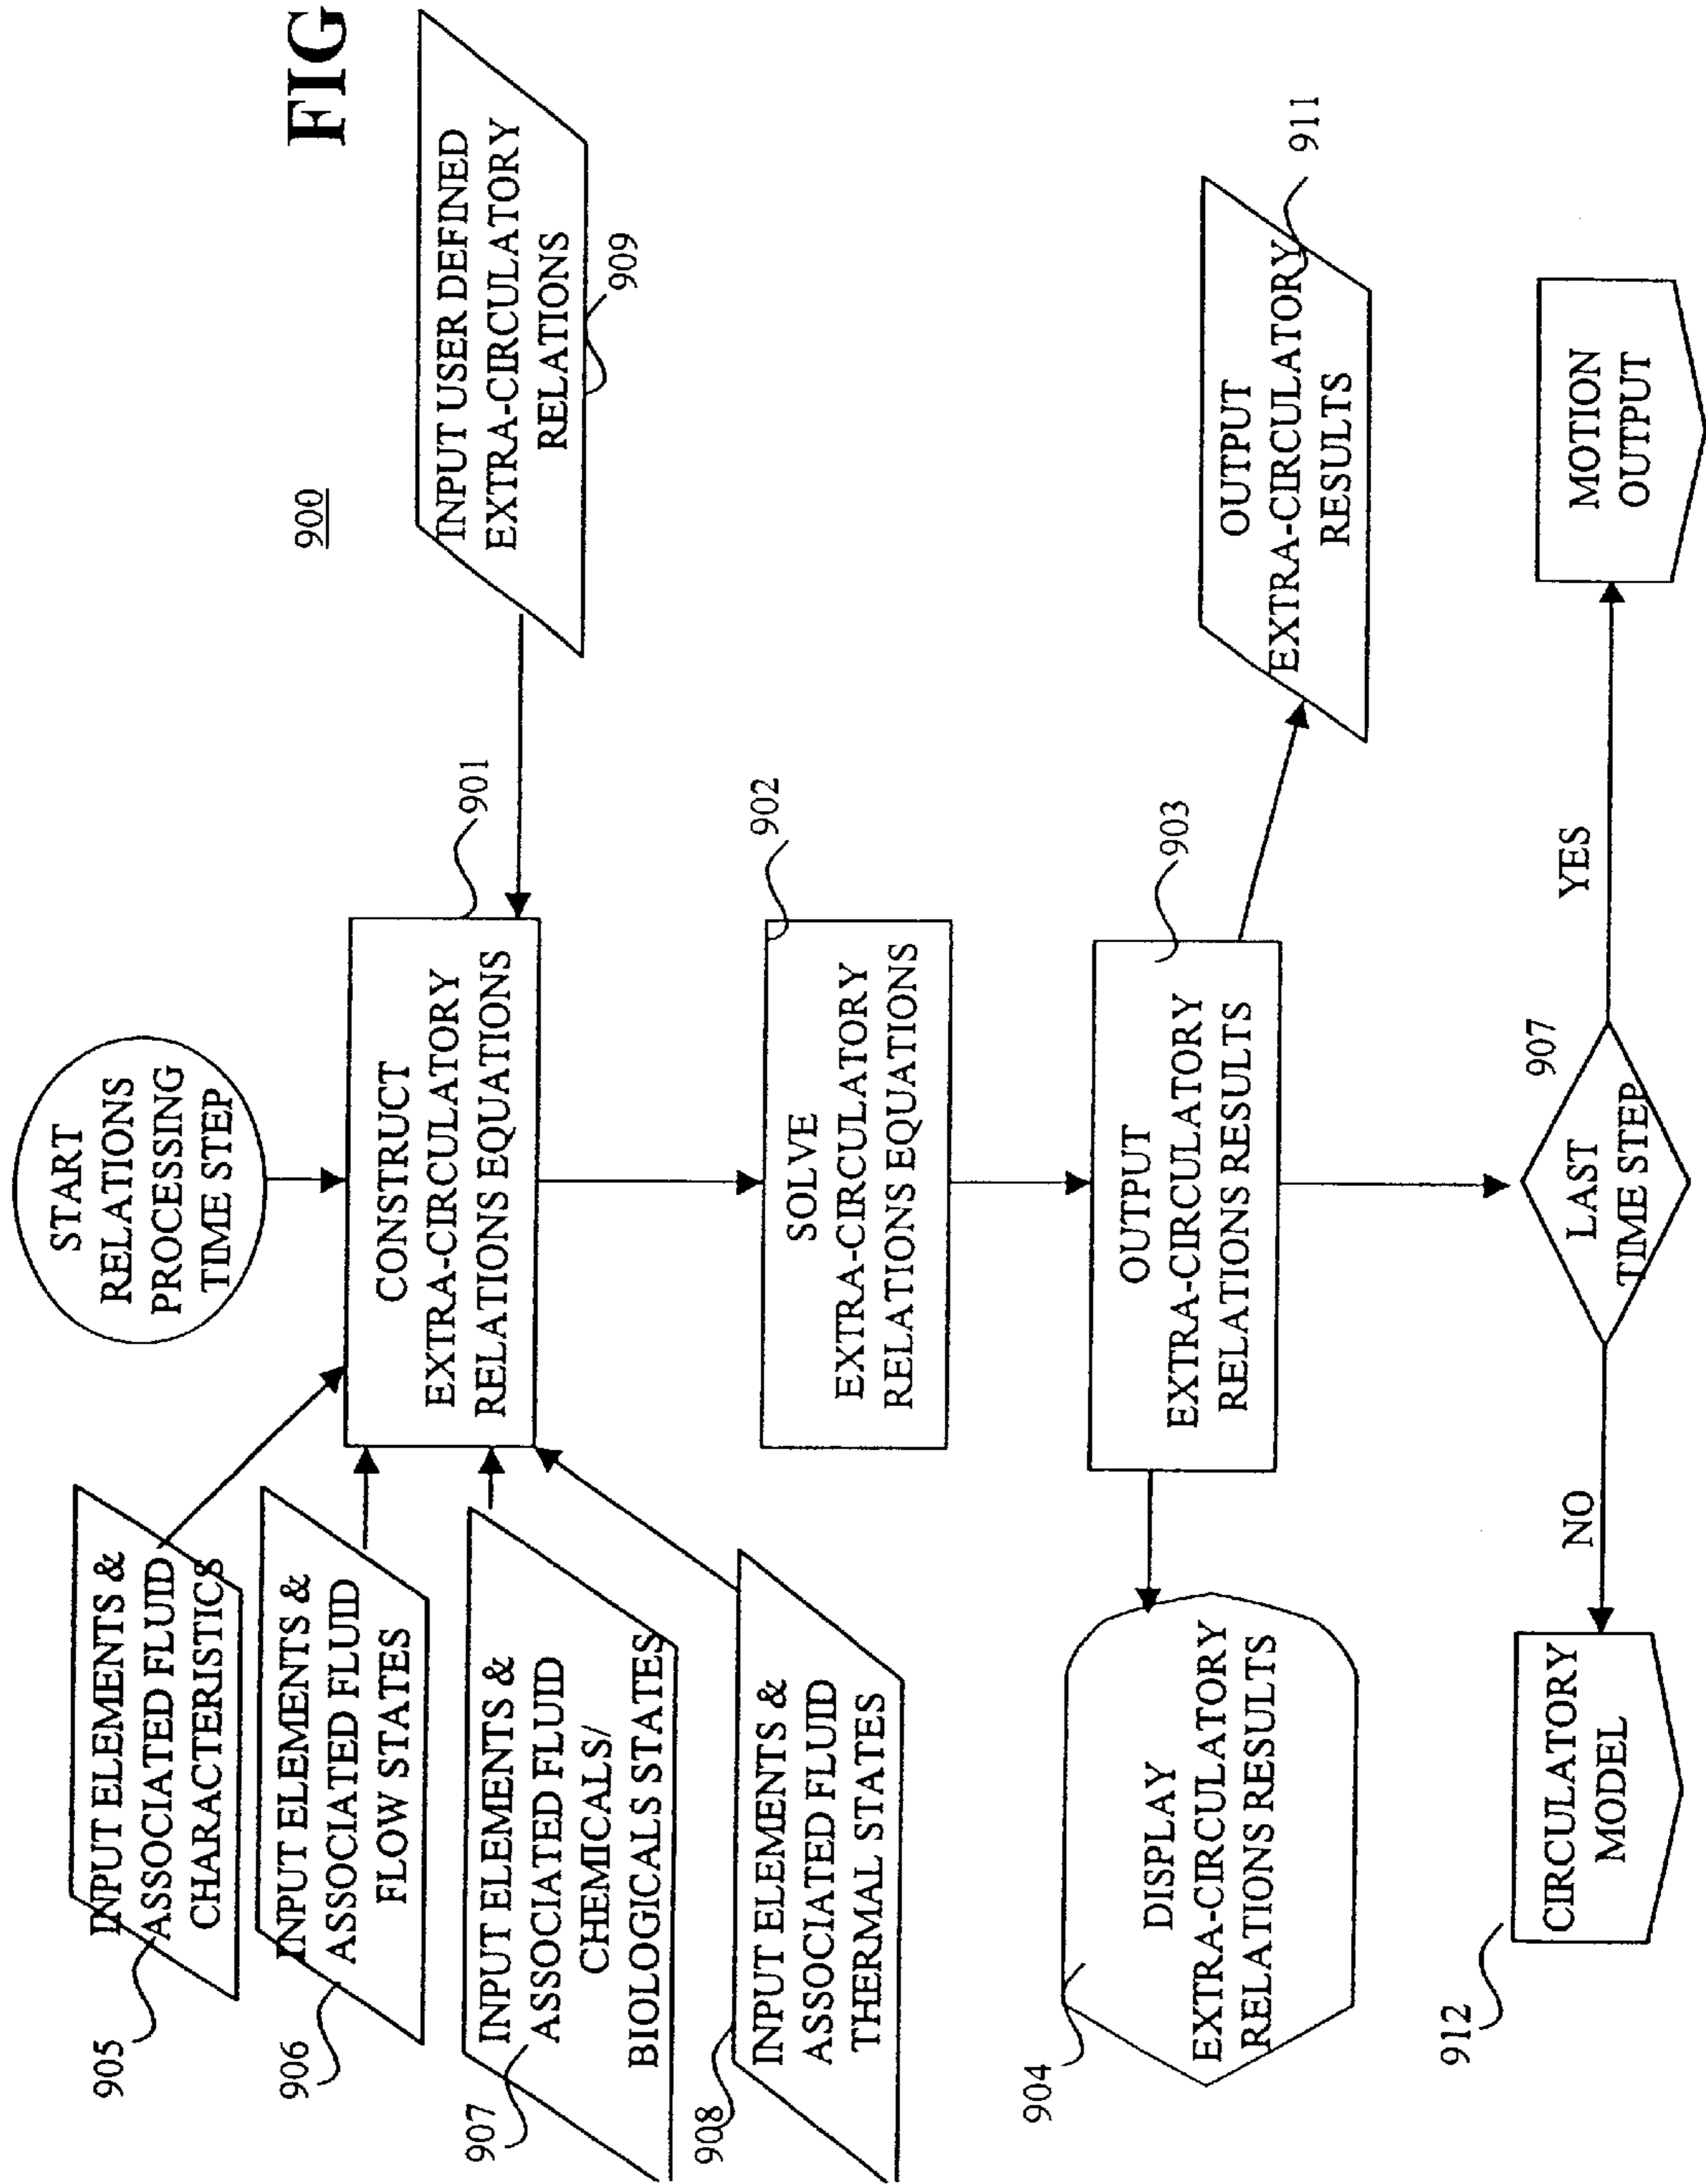 FIG
900
START
RELATIONS
PROCESSING
TIME STEP
INPUT ELEMENTS &
ASSOCIATED FLUID
CHARACTERISTICS
905
INPUT ELEMENTS &
ASSOCIATED FLUID
FLOW STATES
906
INPUT ELEMENTS &
ASSOCIATED FLUID
CHEMICALS/
BIOLOGICALS STATES
907
INPUT ELEMENTS &
ASSOCIATED FLUID
THERMAL STATES
908
CONSTRUCT
EXTRA-CIRCULATORY
RELATIONS EQUATIONS
901
INPUT USER DEFINED
EXTRA-CIRCULATORY
RELATIONS
909
SOLVE
EXTRA-CIRCULATORY
RELATIONS EQUATIONS
902
OUTPUT
EXTRA-CIRCULATORY
RELATIONS RESULTS
903
DISPLAY
EXTRA-CIRCULATORY
RELATIONS RESULTS
904
OUTPUT
EXTRA-CIRCULATORY
RESULTS
911
LAST
TIME STEP
907
NO
YES
CIRCULATORY
MODEL
912
MOTION
OUTPUT